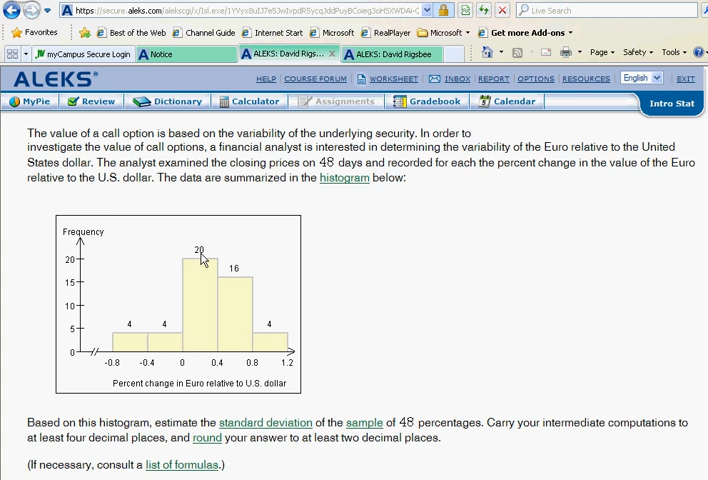 https://secure.aleks.com/alekscgi/x/Isl.exe/
Live Search
Favorites Best of the Web Channel Guide Internet Start Microsoft RealPlayer Microsoft Get more Add-ons
myCampus Secure Login Notice ALEKS: David Rigs... ALEKS: David Rigsbee Page Safety Tools
ALEKS HELP COURSE FORUM WORKSHEET INBOX REPORT OPTIONS RESOURCES English EXIT
MyPie Review Dictionary Calculator Assignments Gradebook Calendar Intro Stat
The value of a call option is based on the variability of the underlying security. In order to
investigate the value of call options, a financial analyst is interested in determining the variability of the Euro relative to the United
States dollar. The analyst examined the closing prices on 48 days and recorded for each the percent change in the value of the Euro
relative to the U.S. dollar. The data are summarized in the histogram below:
Frequency
20
20
16
15
10
5
4 4 4
0
-0.8 -0.4 0 0.4 0.8 1.2
Percent change in Euro relative to U.S. dollar
Based on this histogram, estimate the standard deviation of the sample of 48 percentages. Carry your intermediate computations to
at least four decimal places, and round your answer to at least two decimal places.
(If necessary, consult a list of formulas.)